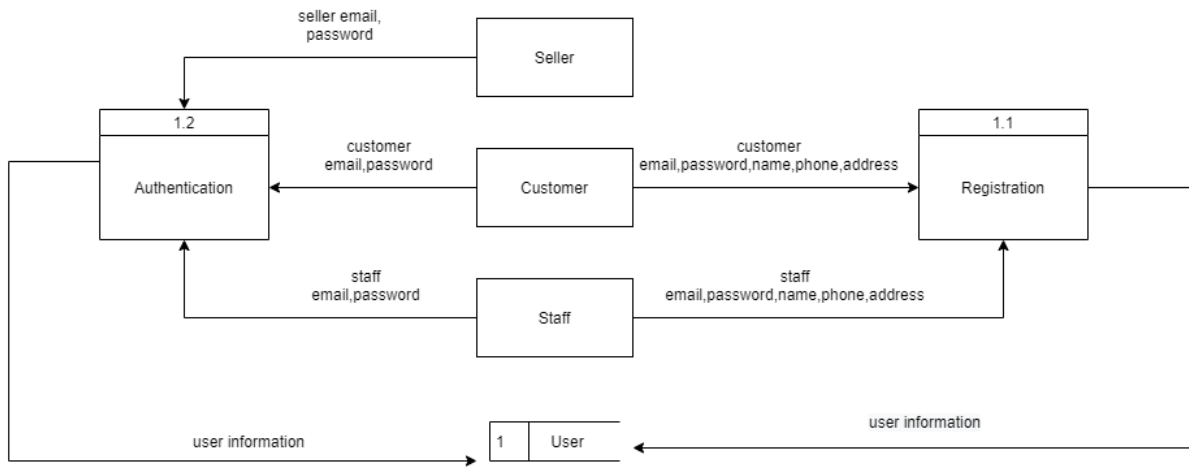 seller email,
password
Seller
1.2
Authentication
customer
email,password
Customer
customer
email,password,name,phone,address
1.1
Registration
staff
email,password
Staff
staff
email,password,name,phone,address
user information
1
User
user information